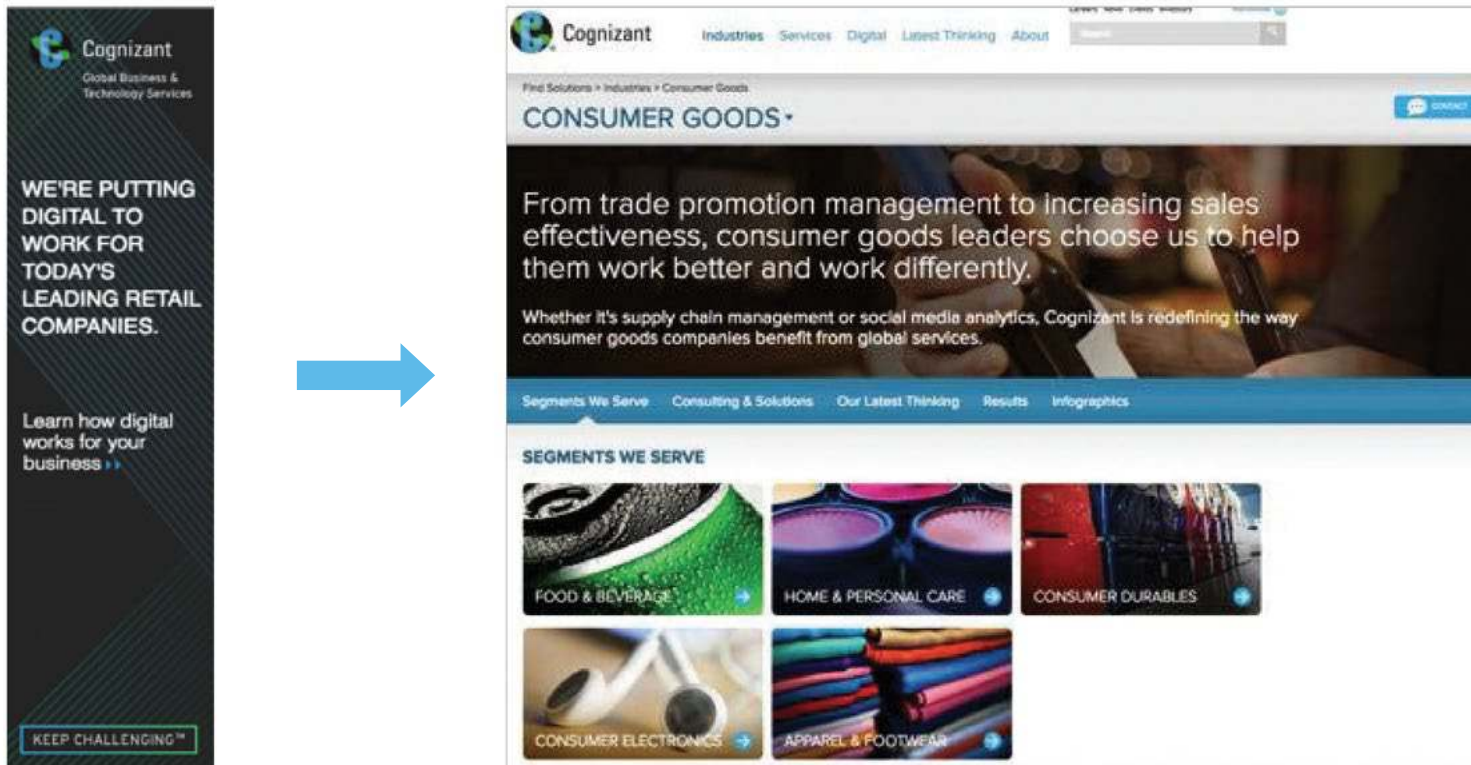 Cognizant
Global Business &
Technology Services
WE'RE PUTTING
DIGITAL TO
WORK FOR
TODAY'S
LEADING RETAIL
COMPANIES.
Learn how digital
works for your
business
KEEP CHALLENGING™
Cognizant
Industries Services Digital Latest Thinking About
Search
Find Solutions > Industries > Consumer Goods
CONSUMER GOODS
CONTACT
From trade promotion management to increasing sales
effectiveness, consumer goods leaders choose us to help
them work better and work differently.
Whether it's supply chain management or social media analytics, Cognizant is redefining the way
consumer goods companies benefit from global services.
Segments We Serve Consulting & Solutions Our Latest Thinking Results Infographics
SEGMENTS WE SERVE
FOOD & BEVERAGE
HOME & PERSONAL CARE
CONSUMER DURABLES
CONSUMER ELECTRONICS
APPAREL & FOOTWEAR